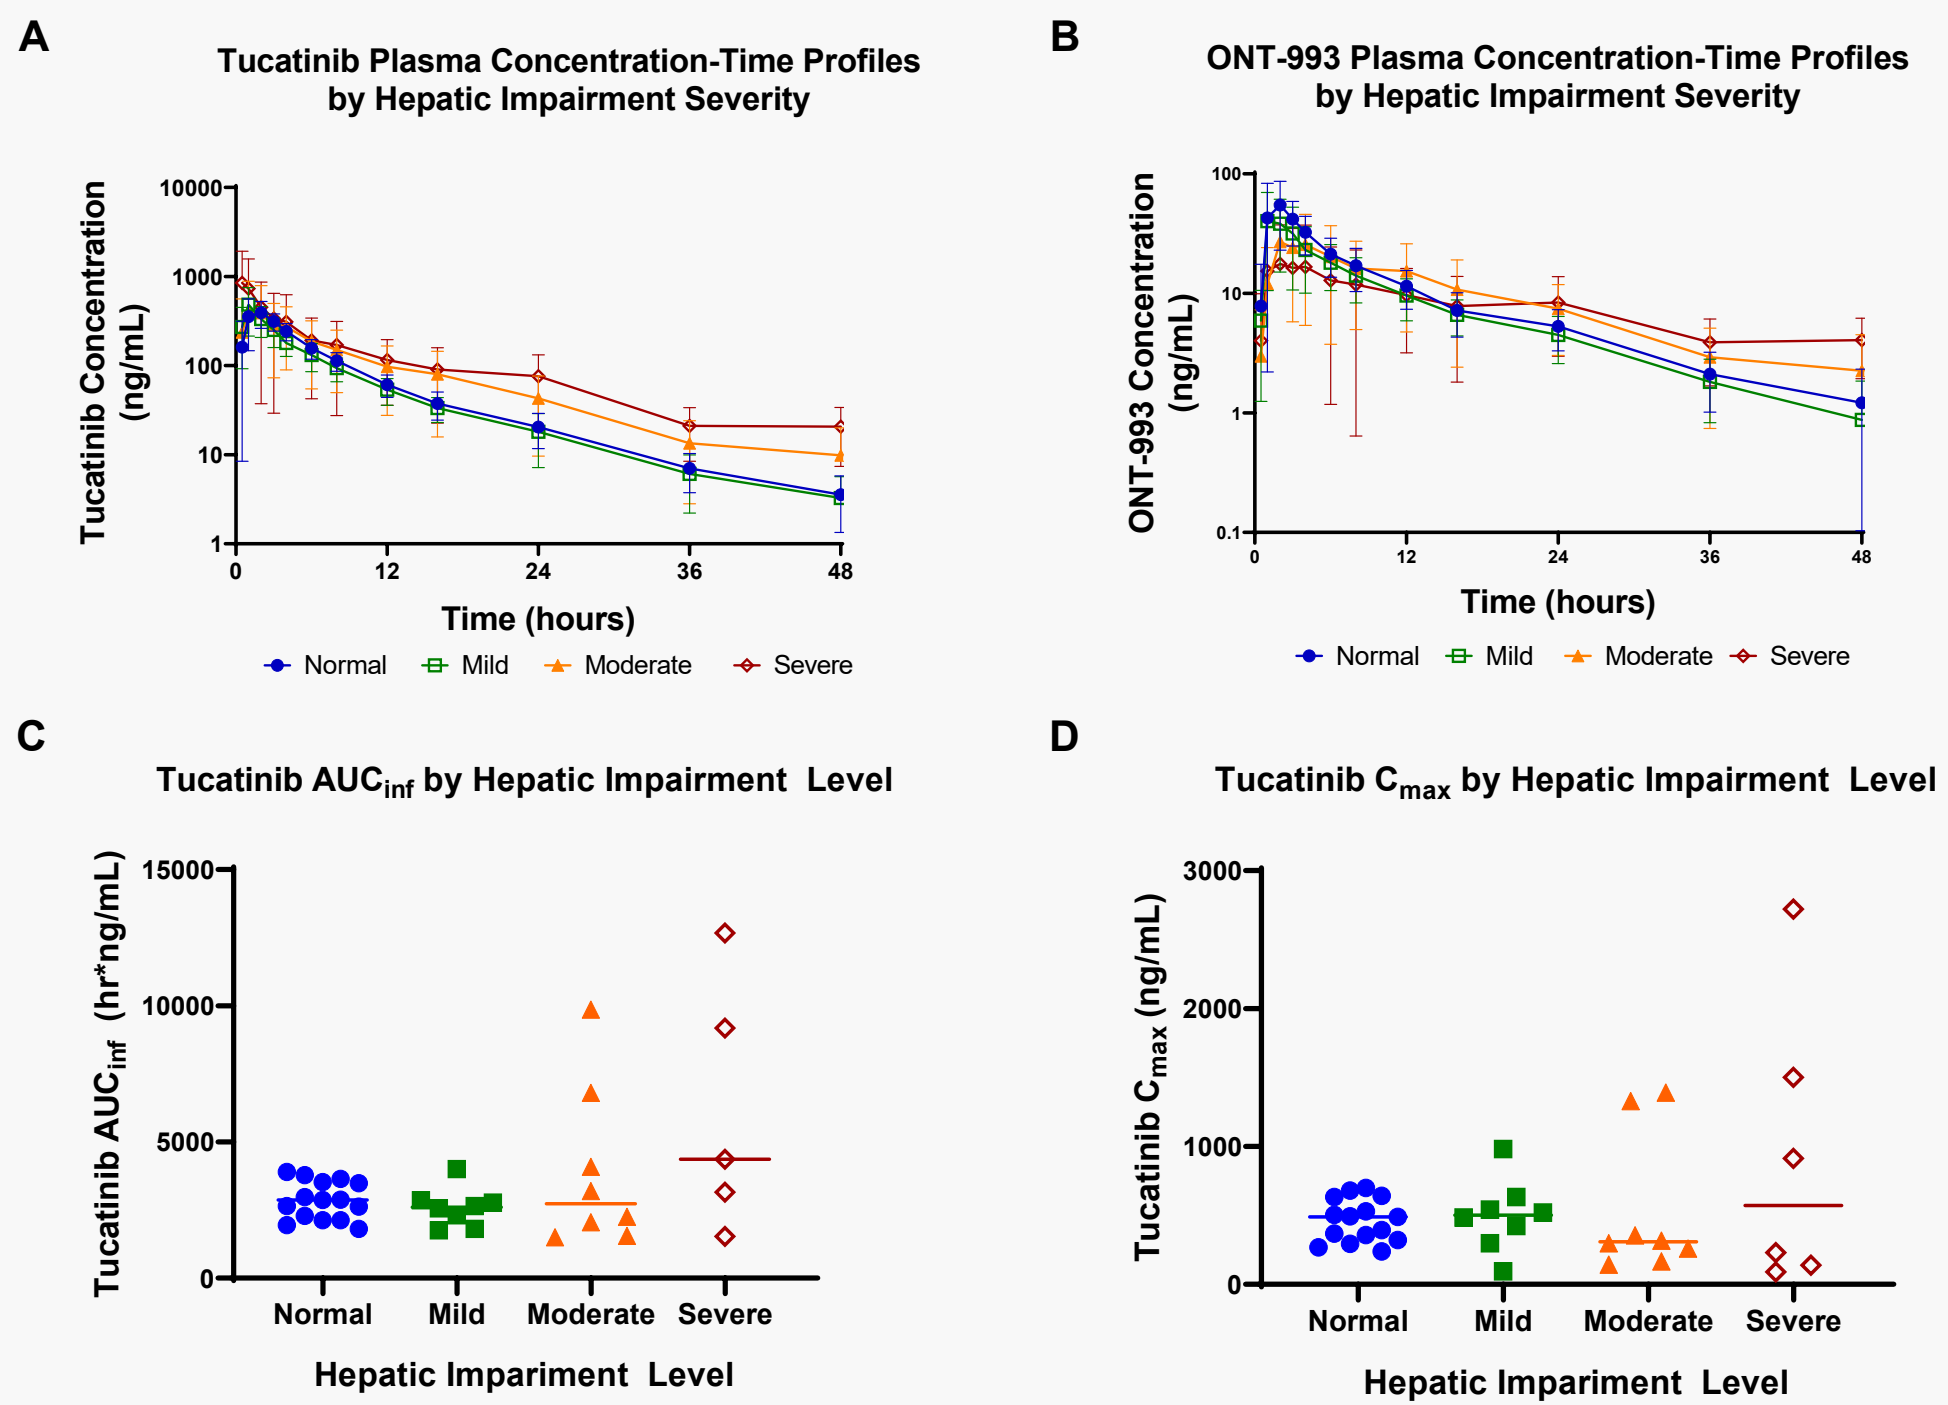 A
Tucatinib Plasma Concentration-Time Profiles
by Hepatic Impairment Severity
Tucatinib Concentration
(ng/mL)
10000
1000
100
10
1
0 12 24 36 48
Time (hours)
Normal Mild Moderate Severe
B
ONT-993 Plasma Concentration-Time Profiles
by Hepatic Impairment Severity
ONT-993 Concentration
(ng/mL)
100
10
1
0.1
0 12 24 36 48
Time (hours)
Normal Mild Moderate Severe
C
Tucatinib AUCinf by Hepatic Impairment Level
Tucatinib AUCinf (hr*ng/mL)
15000
10000
5000
0
Normal Mild Moderate Severe
Hepatic Impariment Level
D
Tucatinib Cmax by Hepatic Impairment Level
Tucatinib Cmax (ng/mL)
3000
2000
1000
0
Normal Mild Moderate Severe
Hepatic Impariment Level